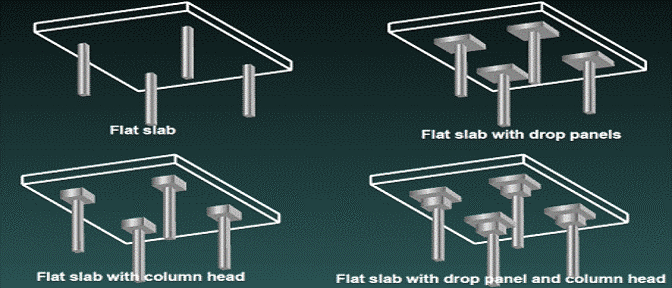 Flat slab
Flat slab with drop panels
Flat slab with column head
Flat slab with drop panel and column head